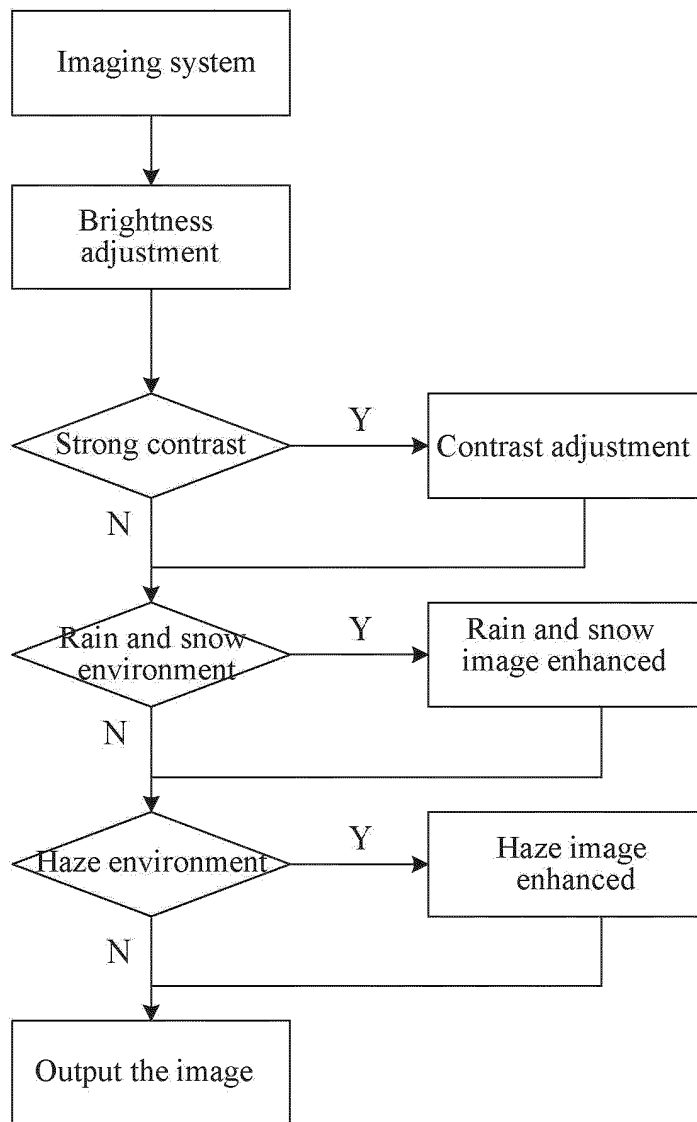 Imaging system
Brightness
adjustment
Strong contrast
Y
Contrast adjustment
N
Rain and snow
environment
Y
Rain and snow
image enhanced
N
Haze environment
Y
Haze image
enhanced
N
Output the image